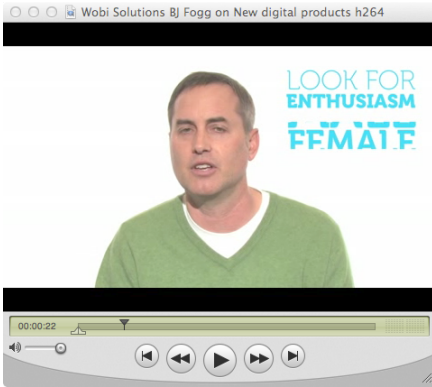 Wobi Solutions BJ Fogg on New digital products h264
LOOK FOR
ENTHUSIASM
FEMALE
00:00:22